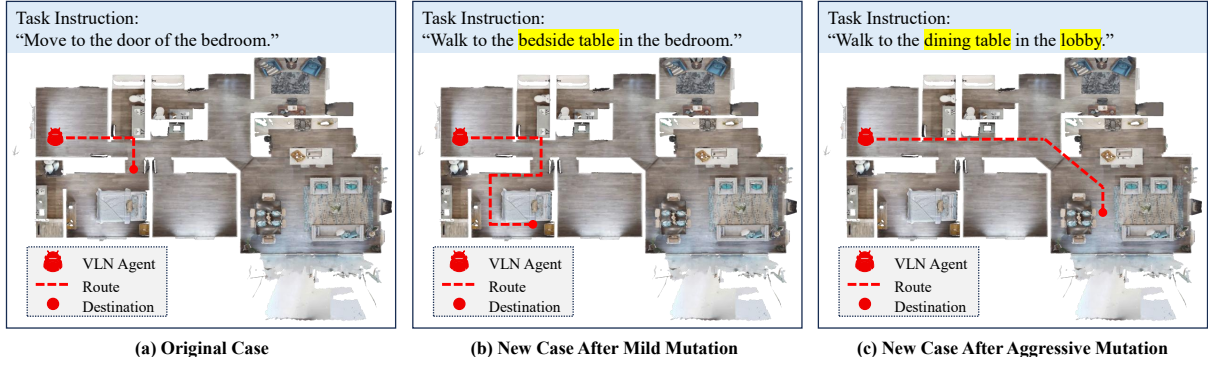 Task Instruction:
“Move to the door of the bedroom.”
VLN Agent
Route
Destination
(a) Original Case
Task Instruction:
“Walk to the bedside table in the bedroom.”
VLN Agent
Route
Destination
(b) New Case After Mild Mutation
Task Instruction:
“Walk to the dining table in the lobby.”
VLN Agent
Route
Destination
(c) New Case After Aggressive Mutation